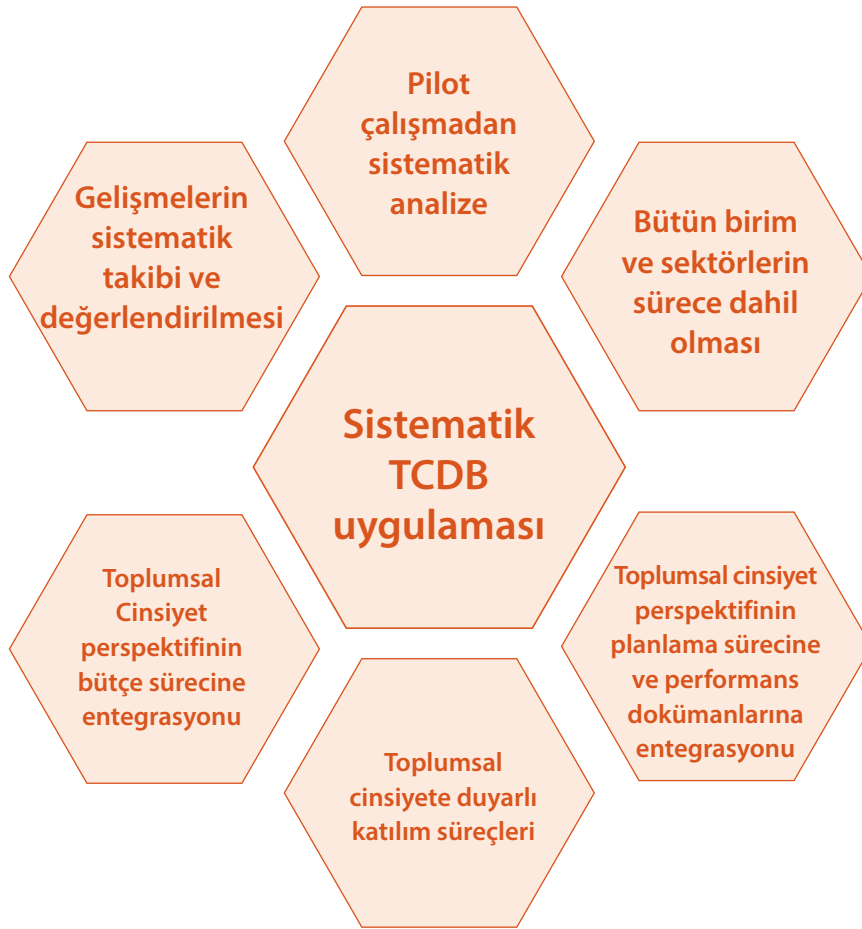 Pilot
çalışmadan
sistematik
analize
Gelişmelerin
sistematik
takibi ve
değerlendirilmesi
Bütün birim
ve sektörlerin
sürece dahil
olması
Sistematik
TCDB
uygulaması
Toplumsal
Cinsiyet
perspektifinin
bütçe sürecine
entegrasyonu
Toplumsal cinsiyet
perspektifinin
planlama sürecine
ve performans
dokümanlarına
entegrasyonu
Toplumsal
cinsiyete duyarlı
katılım süreçleri